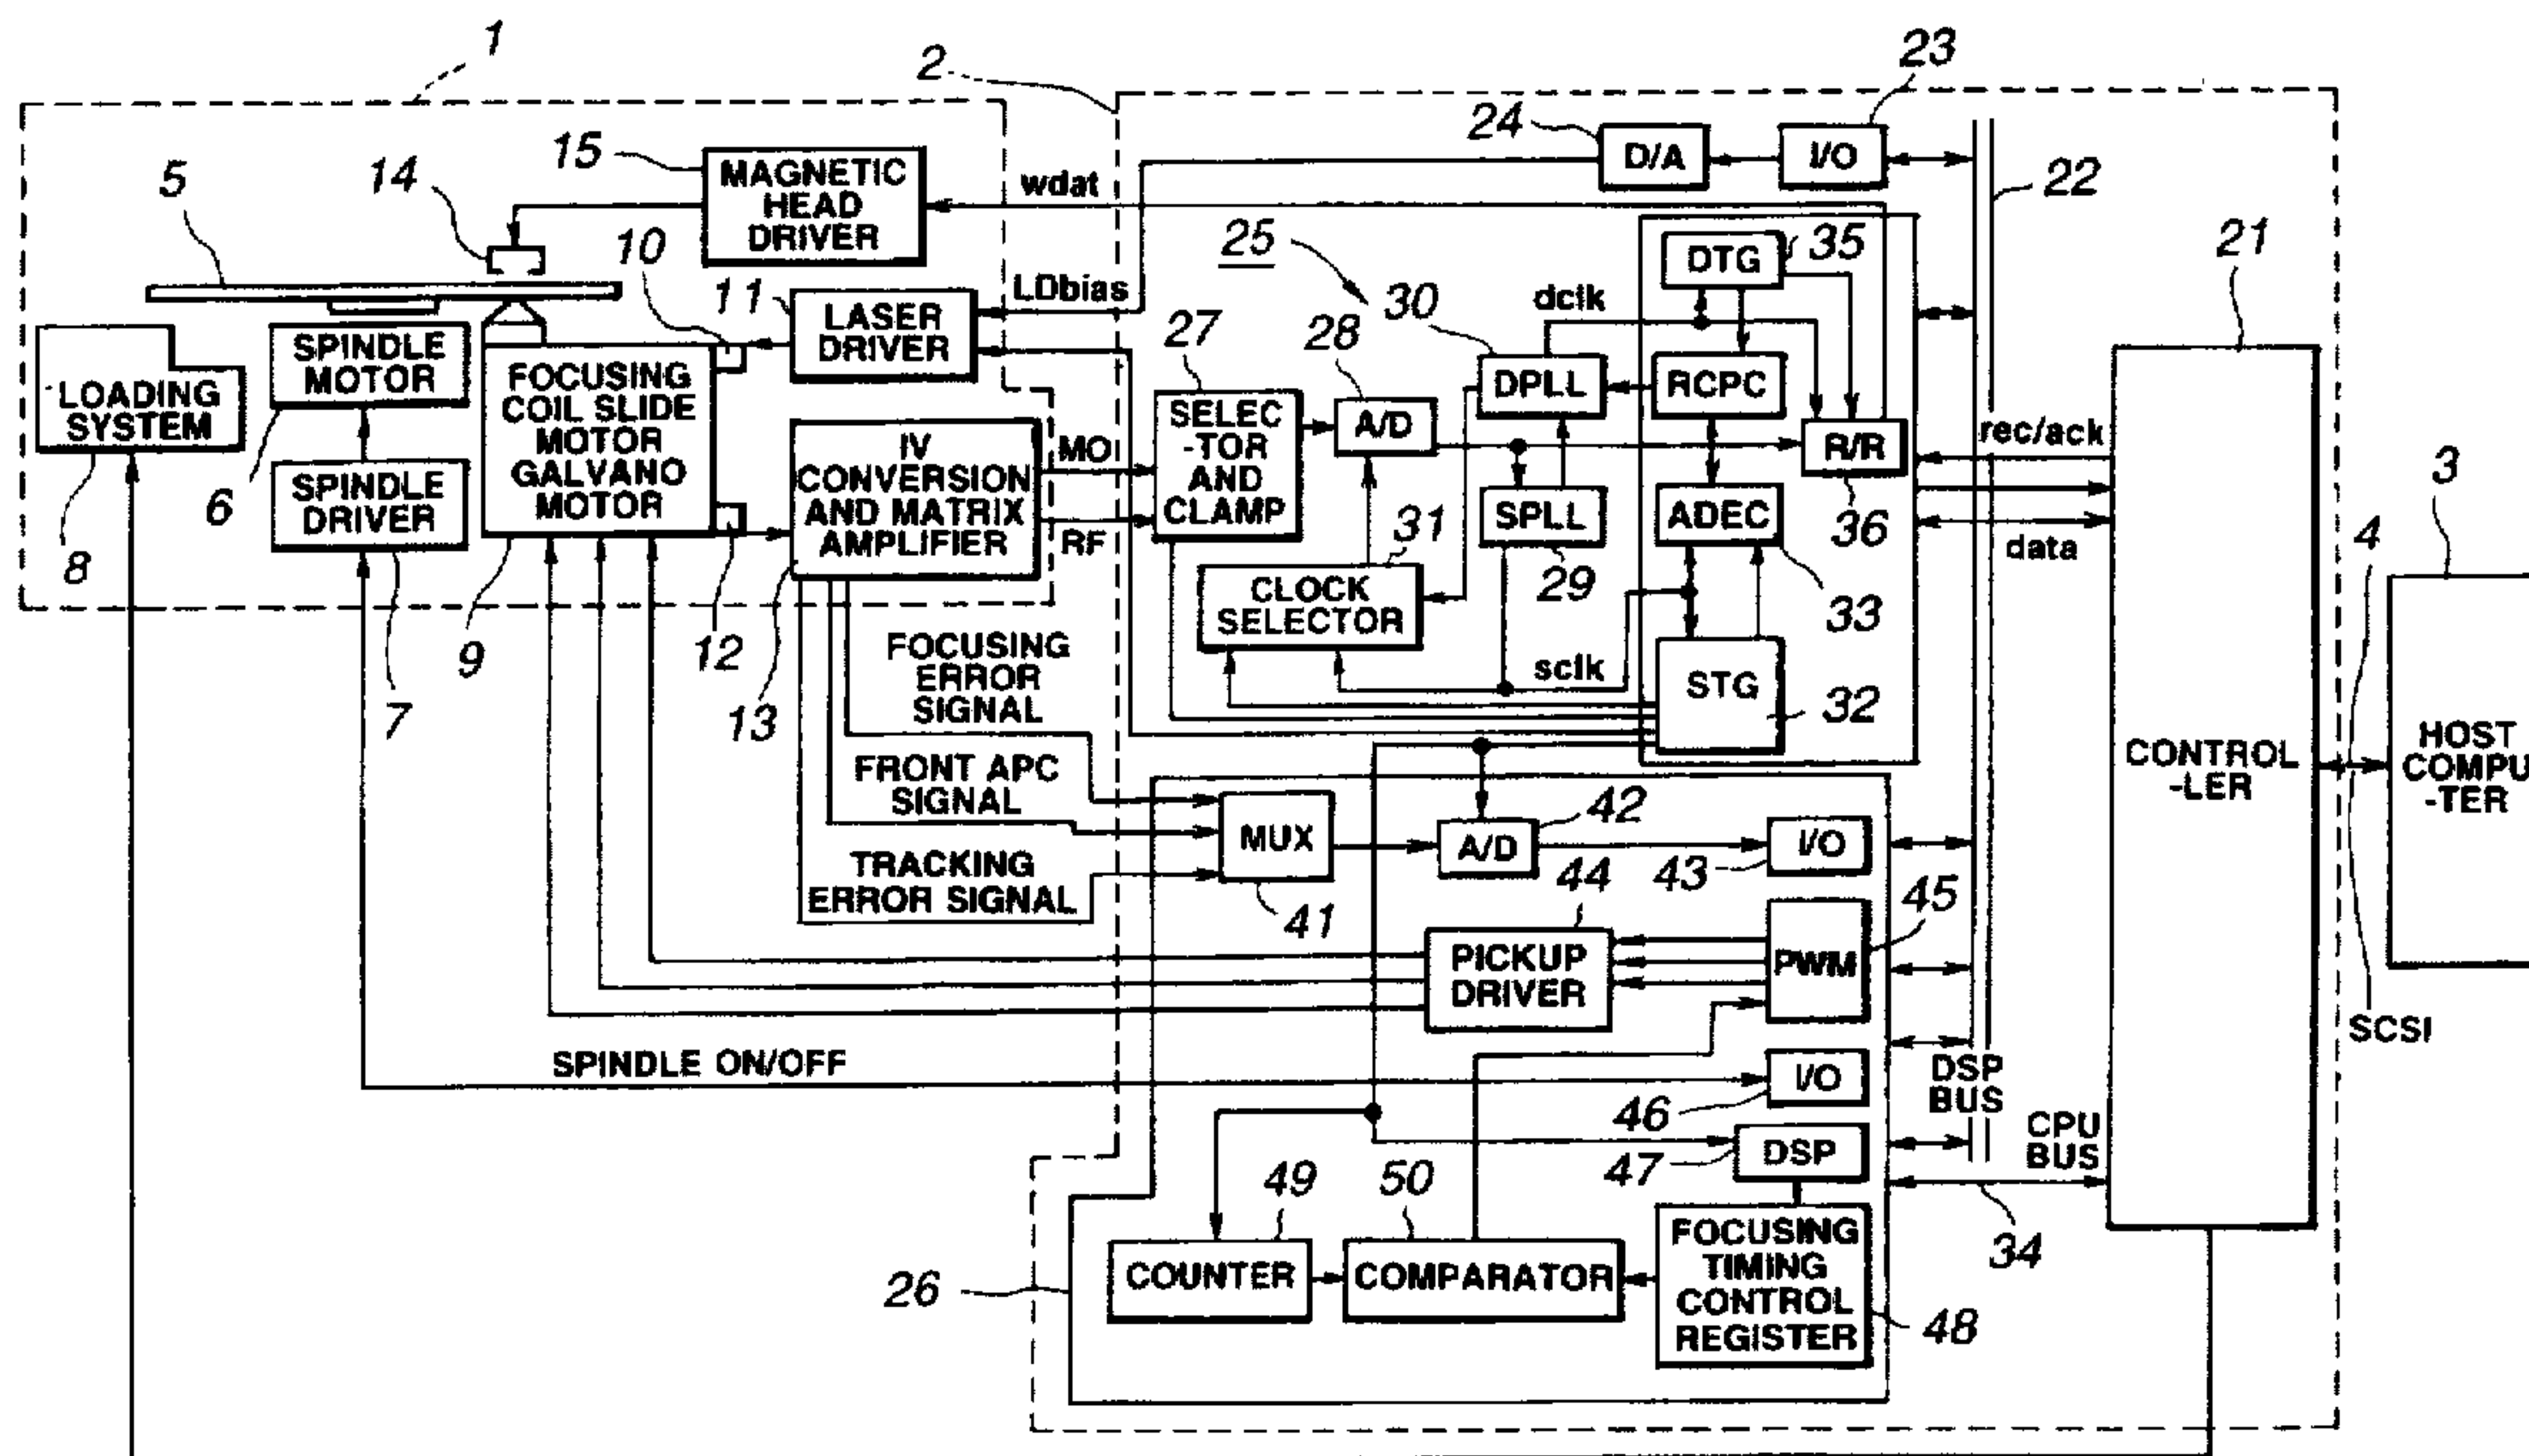 1
2
23
24
D/A
I/O
15
MAGNETIC
HEAD
DRIVER
wdat
22
14
5
10
25
DTG
35
21
11
LDbias
LASER
DRIVER
27
28
30
dclk
SPINDLE
MOTOR
LOADING
SYSTEM
FOCUSING
COIL SLIDE
MOTOR
GALVANO
MOTOR
SELEC
-TOR
AND
CLAMP
A/D
DPLL
RCPC
R/R
rec/ack
6
SPINDLE
DRIVER
IV
CONVERSION
AND MATRIX
AMPLIFIER
MO
RF
31
SPLL
ADEC
36
data
4
3
8
29
CLOCK
SELECTOR
33
9
12
7
13
FOCUSING
ERROR
SIGNAL
sclk
STG
32
CONTROL
-LER
HOST
COMPU
-TER
FRONT APC
SIGNAL
MUX
42
A/D
I/O
43
TRACKING
ERROR SIGNAL
41
44
45
PICKUP
DRIVER
PWM
SCSI
SPINDLE ON/OFF
I/O
46
DSP
BUS
CPU
BUS
DSP
47
49
50
34
26
COUNTER
COMPARATOR
FOCUSING
TIMING
CONTROL
REGISTER
48